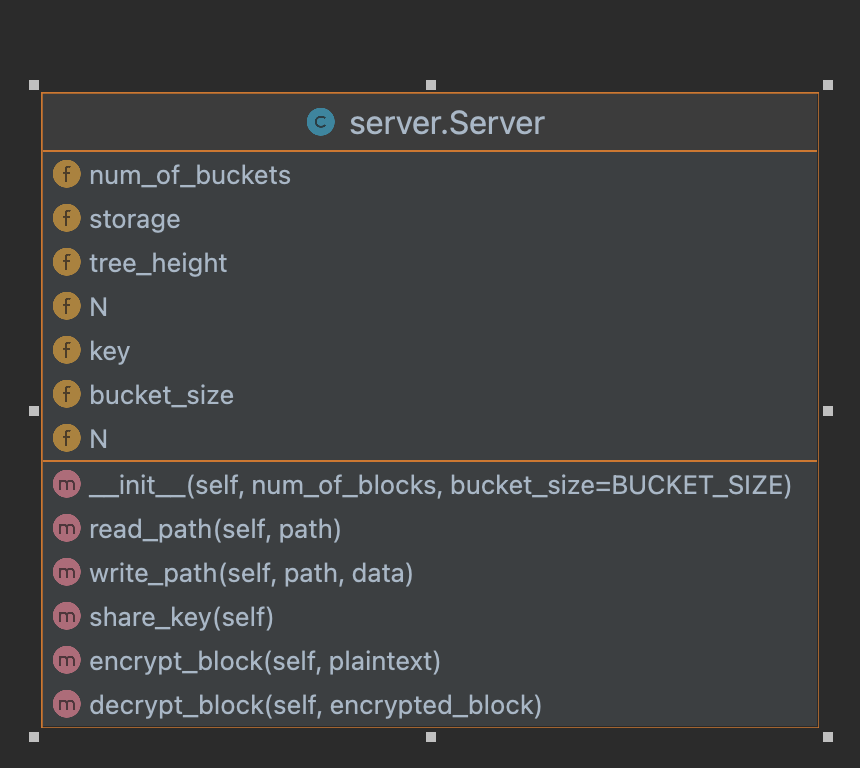 C server.Server
f num_of_buckets
f storage
f tree_height
f N
f key
f bucket_size
f N
m __init__(self, num_of_blocks, bucket_size=BUCKET_SIZE)
m read_path(self, path)
m write_path(self, path, data)
m share_key(self)
m encrypt_block(self, plaintext)
m decrypt_block(self, encrypted_block)